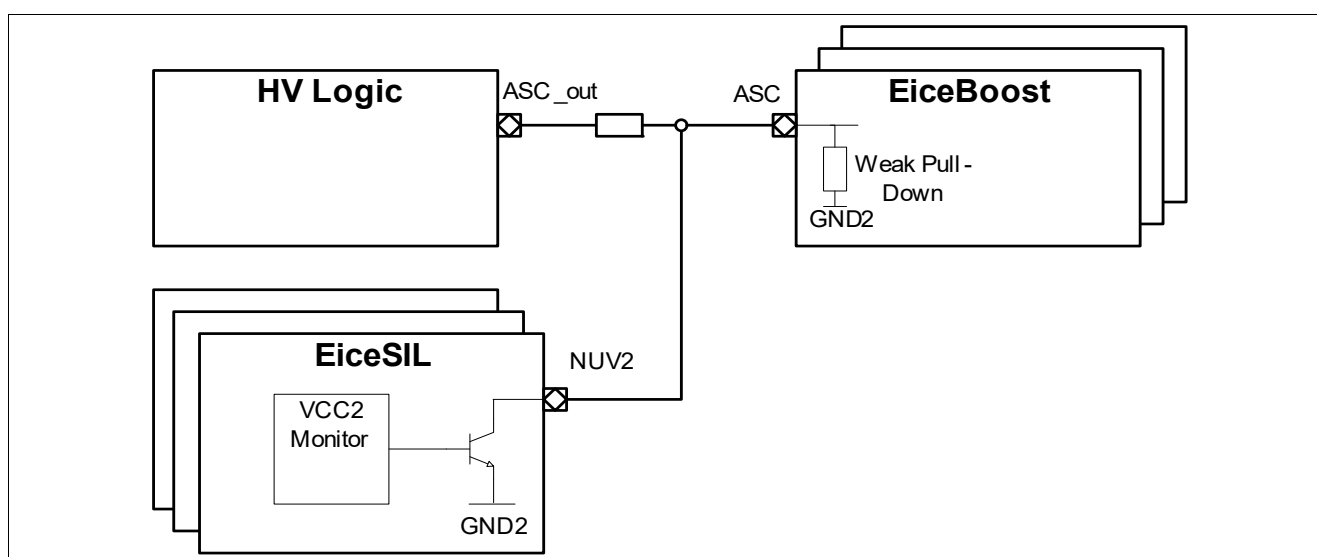 HV Logic
ASC_out
ASC
EiceBoost
Weak Pull -
Down
GND2
EiceSIL
NUV2
VCC2
Monitor
GND2